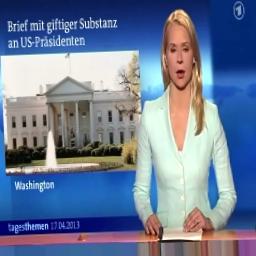 Brief mit giftiger Substanz
an US-Präsidenten
Washington
tagesthemen 17.04.2013